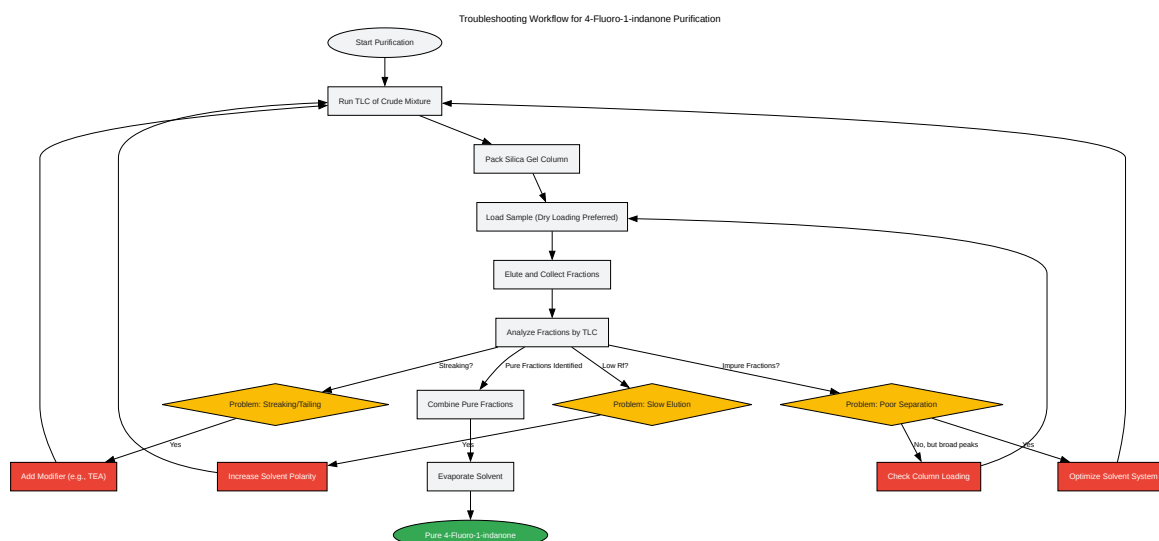 Troubleshooting Workflow for 4-Fluoro-1-indanone Purification
Start Purification
Run TLC of Crude Mixture
Pack Silica Gel Column
Load Sample (Dry Loading Preferred)
Elute and Collect Fractions
Analyze Fractions by TLC
Streaking?
Pure Fractions Identified
Low Rf?
Impure Fractions?
Problem: Streaking/Tailing
Combine Pure Fractions
Problem: Slow Elution
Problem: Poor Separation
Yes
Yes
No, but broad peaks
Yes
Add Modifier (e.g., TEA)
Increase Solvent Polarity
Evaporate Solvent
Check Column Loading
Optimize Solvent System
Pure 4-Fluoro-1-indanone